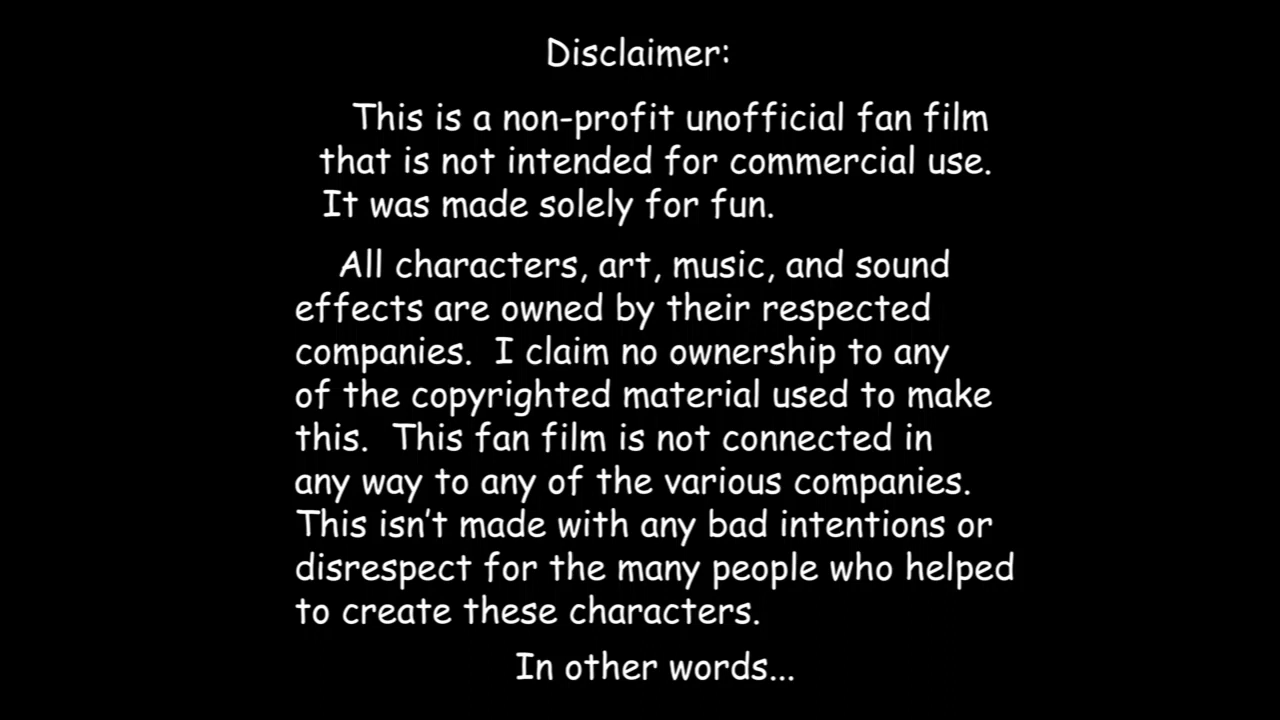 Disclaimer:
This is a non-profit unofficial fan film
that is not intended for commercial use.
It was made solely for fun.
All characters, art, music, and sound
effects are owned by their respected
companies.  I claim no ownership to any
of the copyrighted material used to make
this.  This fan film is not connected in
any way to any of the various companies.
This isn't made with any bad intentions or
disrespect for the many people who helped
to create these characters.
In other words...